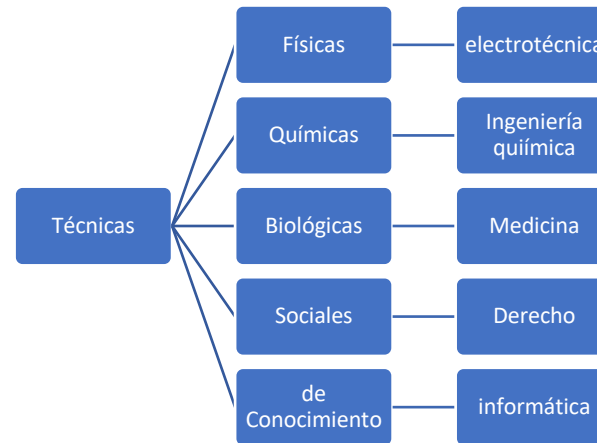 Físicas
electrotécnica
Químicas
Ingeniería
quiímica
Técnicas
Biológicas
Medicina
Sociales
Derecho
de
Conocimiento
informática